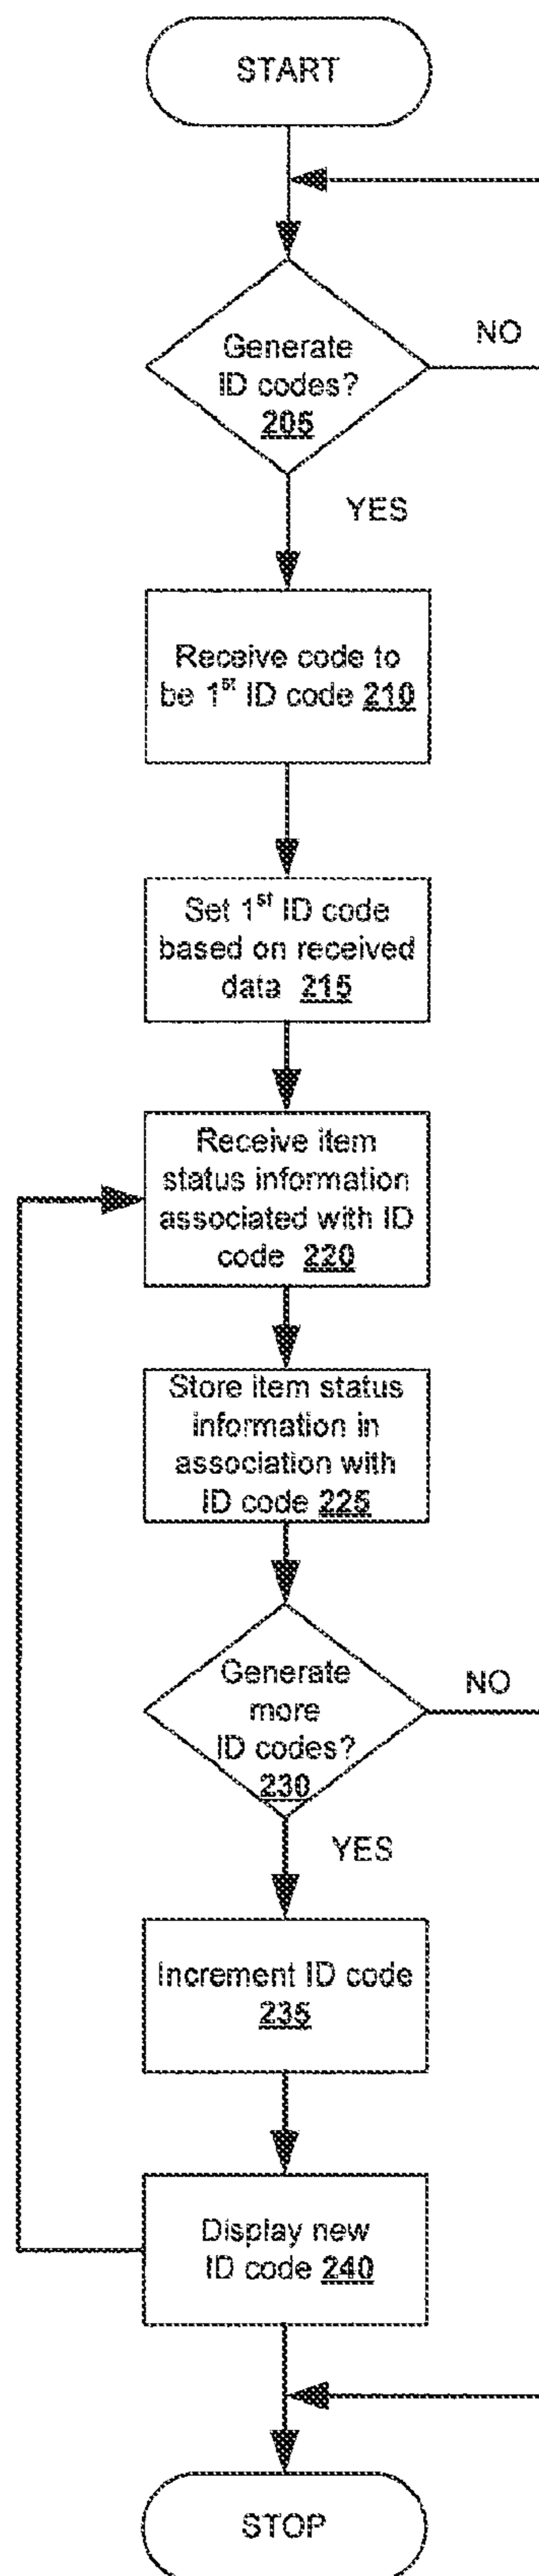 START
Generate
ID codes?
205
NO
YES
Receive code to
be 1st ID code 210
Set 1st ID code
based on received
data 215
Receive item
status information
associated with ID
code 220
Store item status
information in
association with
ID code 225
Generate
more
ID codes?
230
NO
YES
Increment ID code
235
Display new
ID code 240
STOP